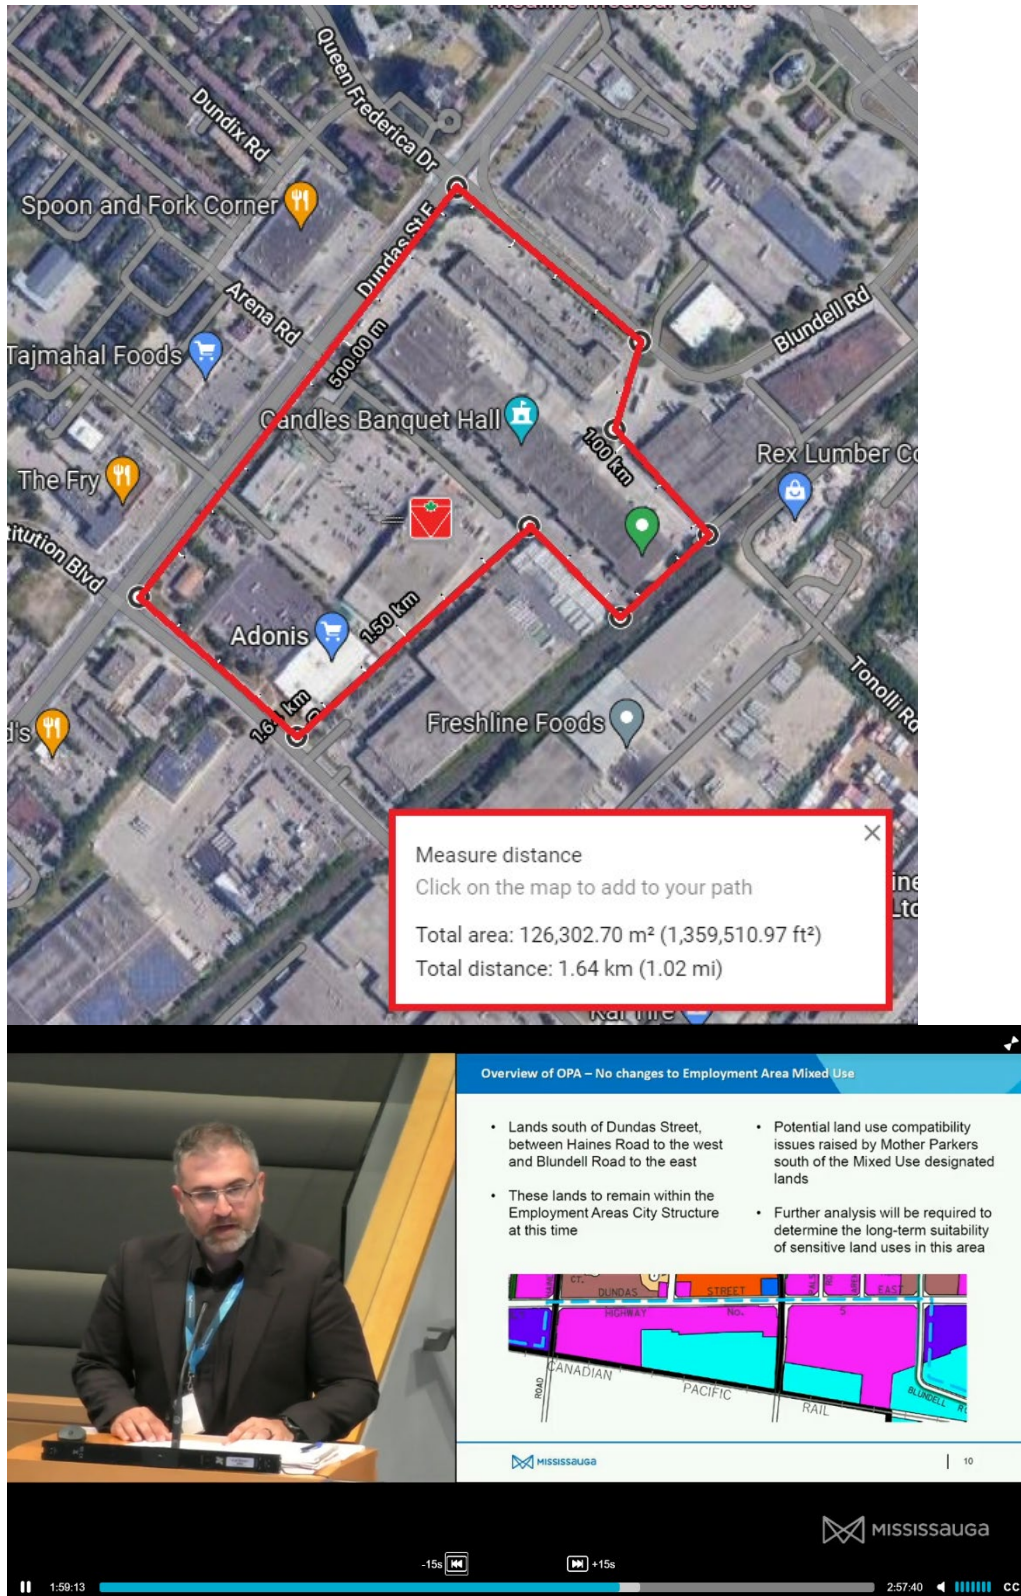 Queen Frederica Dr
Dundix Rd
Spoon and Fork Corner
Dundas St E
Arena Rd
Blundell Rd
Tajmahal Foods
500.00 m
Candles Banquet Hall
1.00 km
Rex Lumber Co
The Fry
titution Blvd
1.50 km
Adonis
Tonolli Rd
d's
Freshline Foods
1.64 km
Measure distance
Click on the map to add to your path
Total area: 126,302.70 m² (1,359,510.97 ft²)
Total distance: 1.64 km (1.02 mi)
ine
Ltd
Kal Tire
Overview of OPA – No changes to Employment Area Mixed Use
• Lands south of Dundas Street,
between Haines Road to the west
and Blundell Road to the east
• These lands to remain within the
Employment Areas City Structure
at this time
• Potential land use compatibility
issues raised by Mother Parkers
south of the Mixed Use designated
lands
• Further analysis will be required to
determine the long-term suitability
of sensitive land uses in this area
CT.
DUNDAS STREET EAST
HIGHWAY No. 5
CANADIAN PACIFIC RAIL
ROAD
BLUNDELL
MISSISSAUGA
10
MISSISSAUGA
-15s +15s
1:59:13 2:57:40 CC